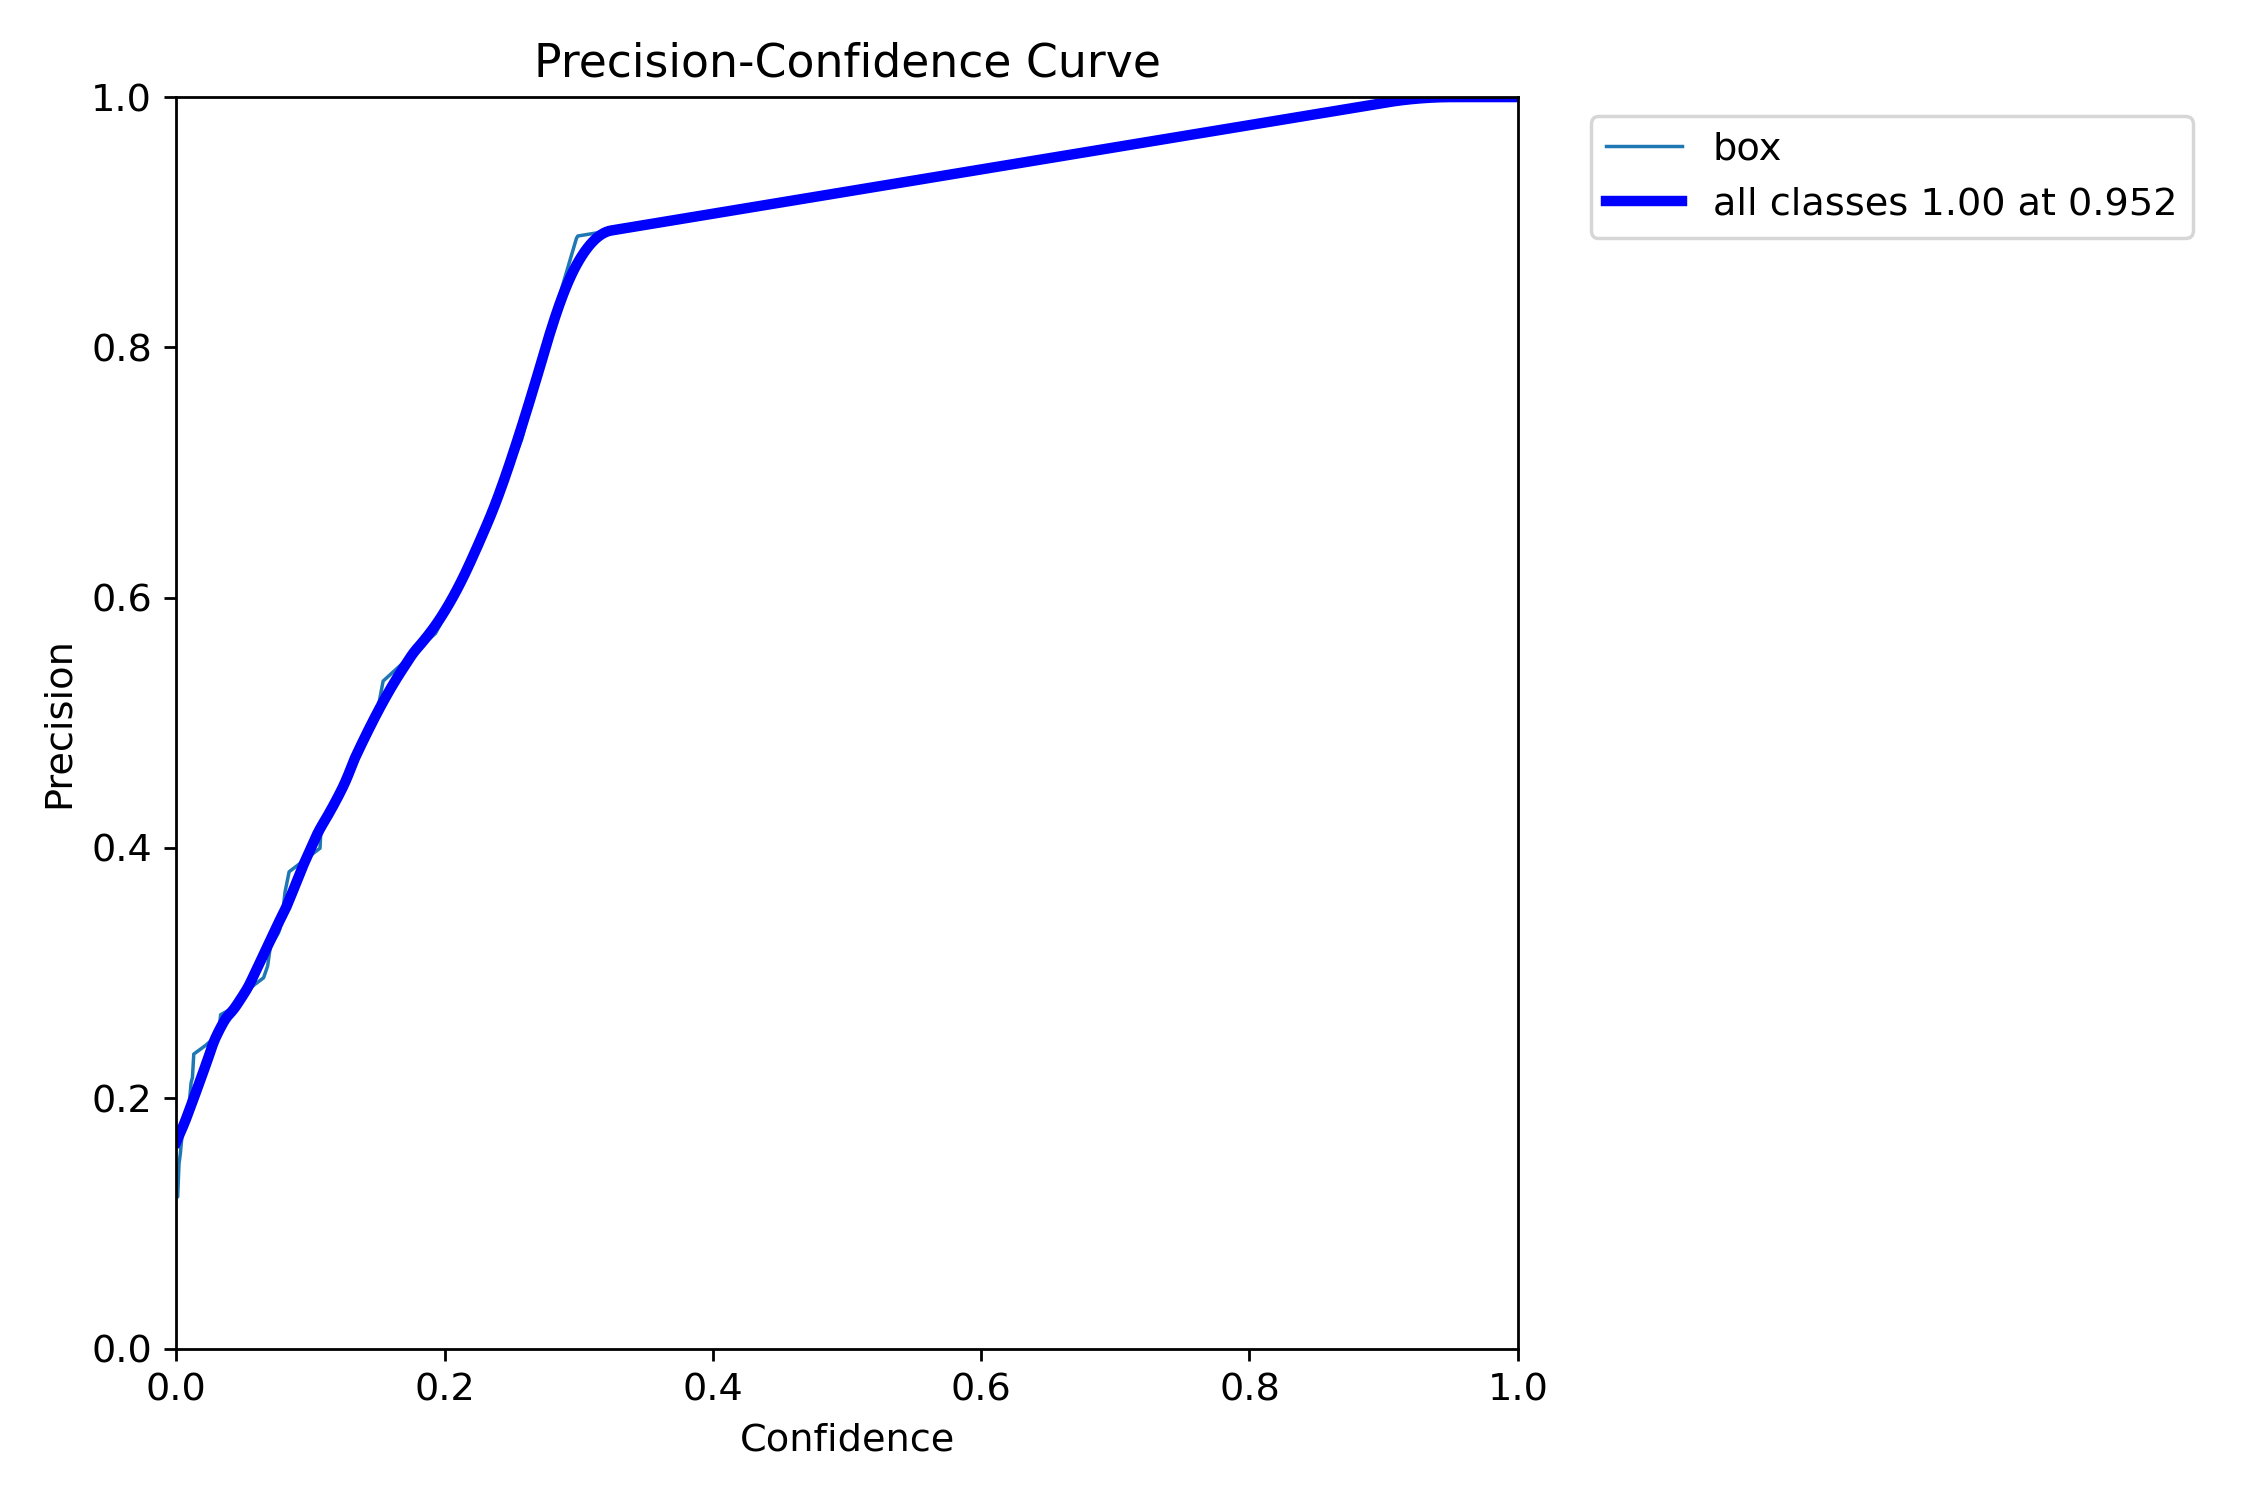 Precision-Confidence Curve
1.0
0.8
0.6
0.4
0.2
0.0
Precision
0.0 0.2 0.4 0.6 0.8 1.0
Confidence
box
all classes 1.00 at 0.952